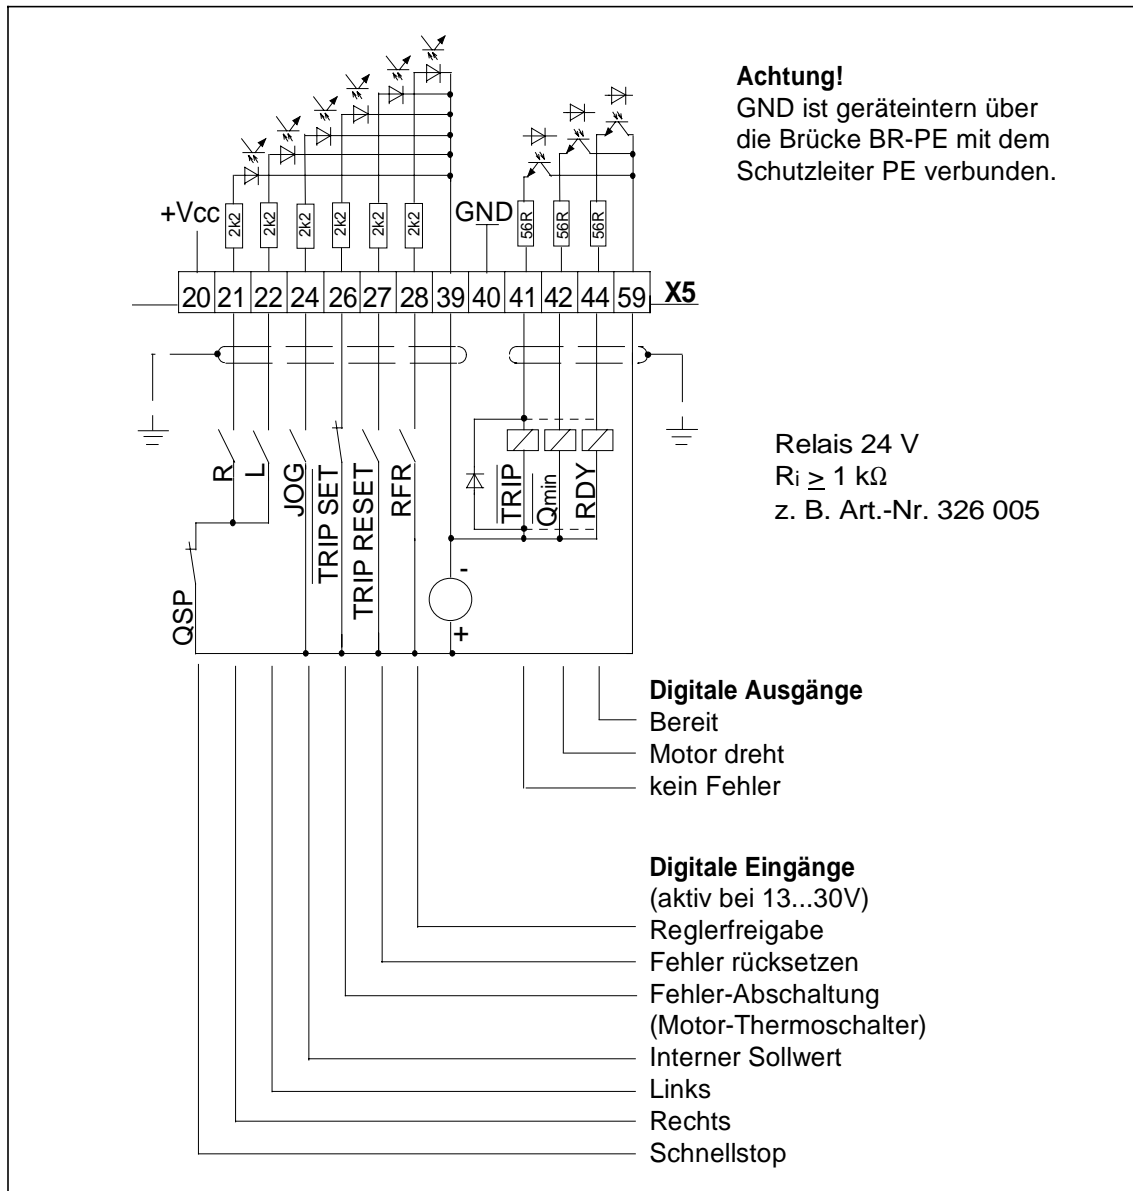 Achtung!
GND ist geräteintern über
die Brücke BR-PE mit dem
Schutzleiter PE verbunden.
+Vcc
2k2
2k2
2k2
2k2
2k2
2k2
GND
56R
56R
56R
20 21 22 24 26 27 28 39 40 41 42 44 59 X5
Relais 24 V
Ri ≥ 1 kΩ
z. B. Art.-Nr. 326 005
QSP
R
L
JOG
TRIP SET
TRIP RESET
RFR
-
+
TRIP
Qmin
RDY
Digitale Ausgänge
Bereit
Motor dreht
kein Fehler
Digitale Eingänge
(aktiv bei 13...30V)
Reglerfreigabe
Fehler rücksetzen
Fehler-Abschaltung
(Motor-Thermoschalter)
Interner Sollwert
Links
Rechts
Schnellstop